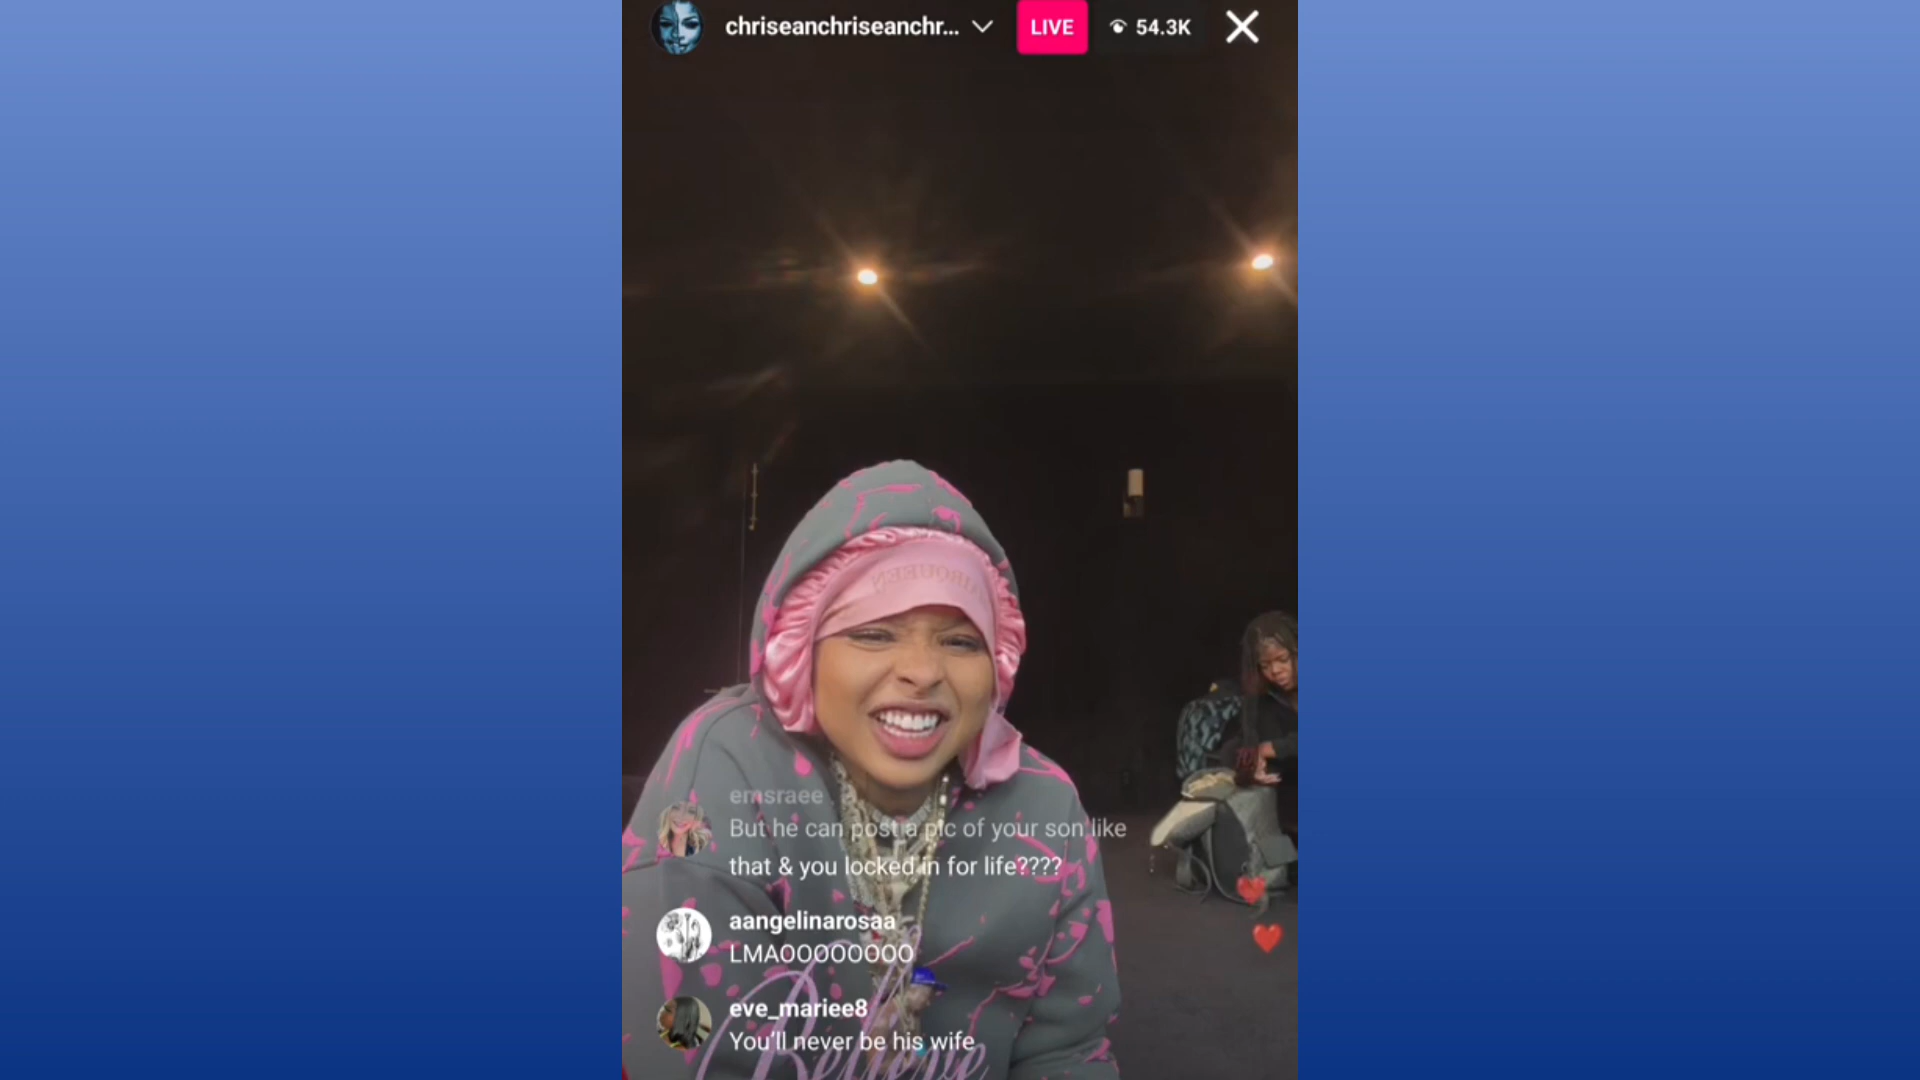 chriseanchriseanchr...
LIVE
54.3K
emsraee
But he can post a pic of your son like
that & you locked in for life????
aangelinarosaa
LMAOOOOOOOO
eve_mariee8
You'll never be his wife
Believe